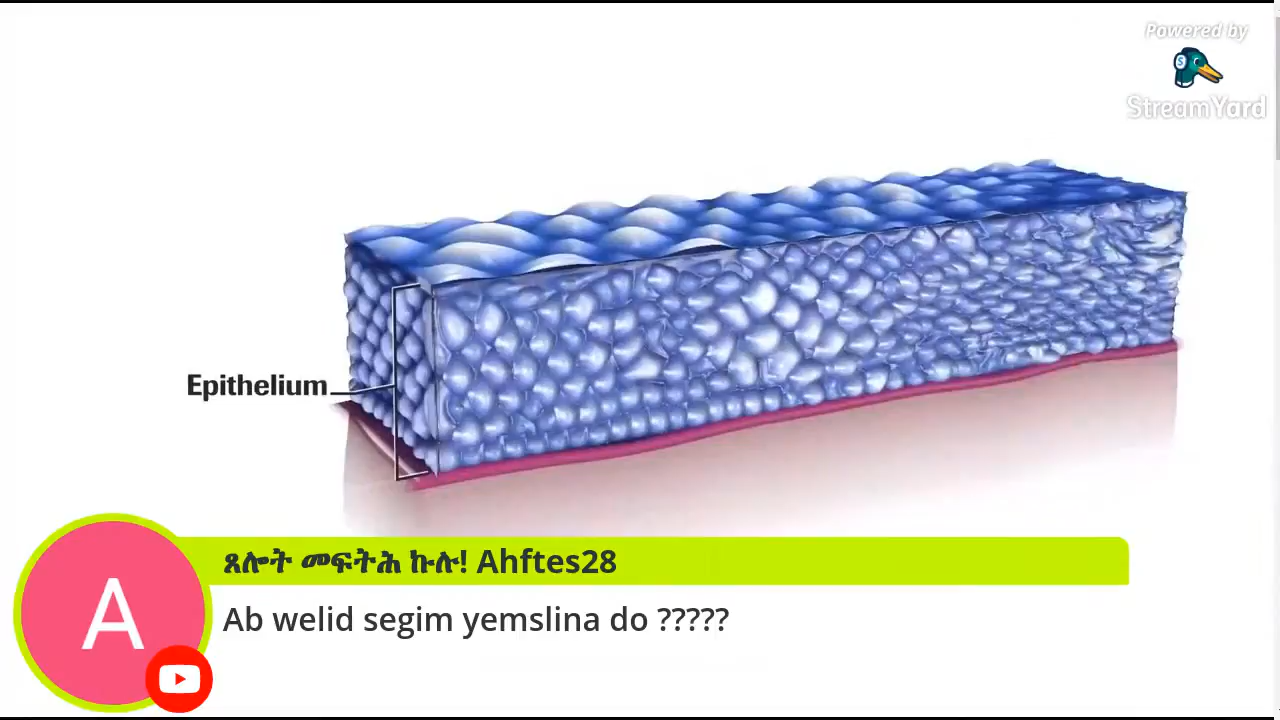 Powered by
StreamYard
Epithelium
ጸሎት መፍትሕ ኩሉ! Ahftes28
A
Ab welid segim yemslina do ?????